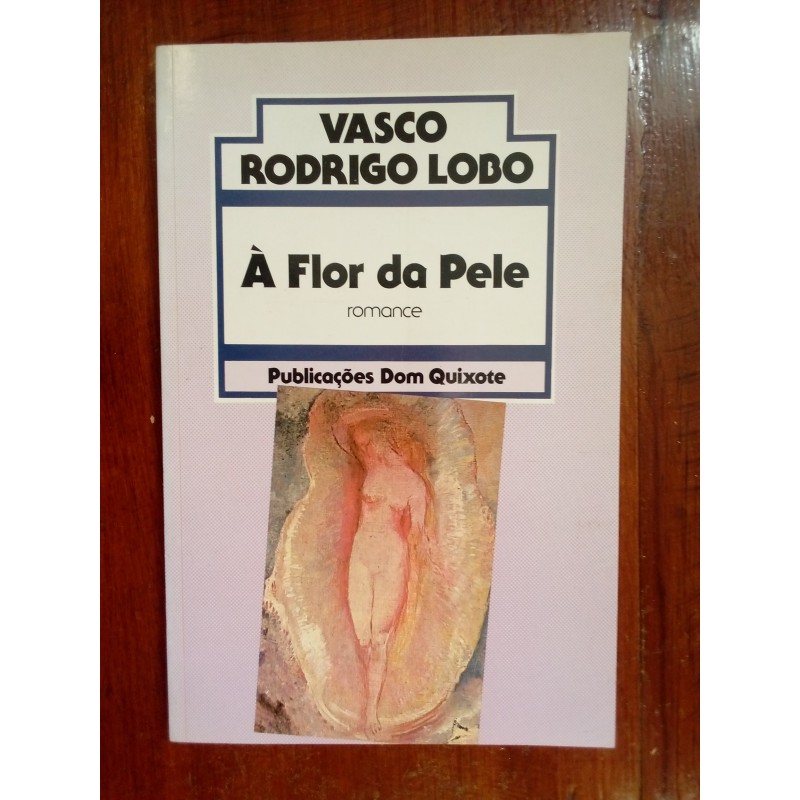 VASCO
RODRIGO LOBO
À Flor da Pele
romance
Publicações Dom Quixote